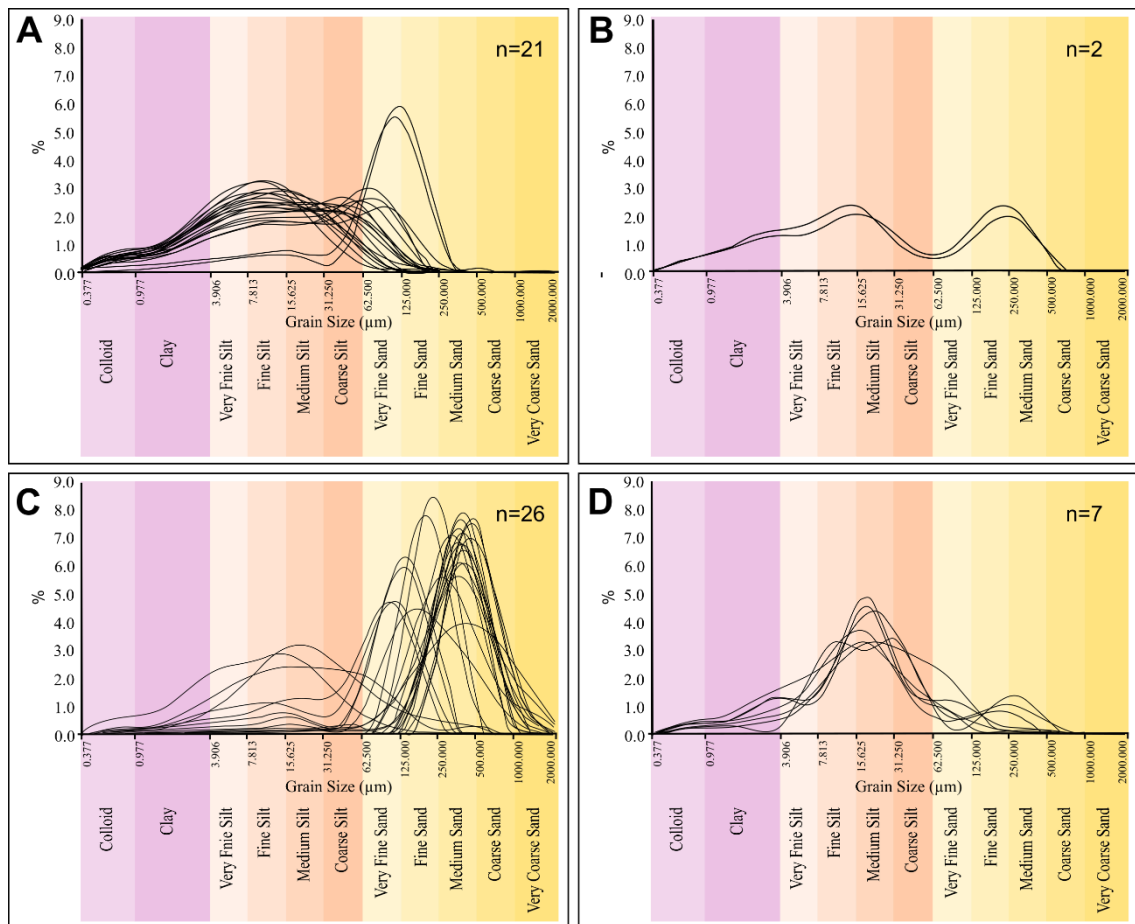 A
n=21
9.0
8.0
7.0
6.0
5.0
4.0
3.0
2.0
1.0
0.0
%
0.377
0.977
3.906
7.813
15.625
31.250
62.500
125.000
250.000
500.000
1000.000
2000.000
Grain Size (µm)
Colloid
Clay
Very Fnie Silt
Fine Silt
Medium Silt
Coarse Silt
Very Fine Sand
Fine Sand
Medium Sand
Coarse Sand
Very Coarse Sand
B
n=2
9.0
8.0
7.0
6.0
5.0
4.0
3.0
2.0
1.0
0.0
%
-
0.377
0.977
3.906
7.813
15.625
31.250
62.500
125.000
250.000
500.000
1000.000
2000.000
Grain Size (µm)
Colloid
Clay
Very Fnie Silt
Fine Silt
Medium Silt
Coarse Silt
Very Fine Sand
Fine Sand
Medium Sand
Coarse Sand
Very Coarse Sand
C
n=26
9.0
8.0
7.0
6.0
5.0
4.0
3.0
2.0
1.0
0.0
%
0.377
0.977
3.906
7.813
15.625
31.250
62.500
125.000
250.000
500.000
1000.000
2000.000
Grain Size (µm)
Colloid
Clay
Very Fnie Silt
Fine Silt
Medium Silt
Coarse Silt
Very Fine Sand
Fine Sand
Medium Sand
Coarse Sand
Very Coarse Sand
D
n=7
9.0
8.0
7.0
6.0
5.0
4.0
3.0
2.0
1.0
0.0
%
0.377
0.977
3.906
7.813
15.625
31.250
62.500
125.000
250.000
500.000
1000.000
2000.000
Grain Size (µm)
Colloid
Clay
Very Fnie Silt
Fine Silt
Medium Silt
Coarse Silt
Very Fine Sand
Fine Sand
Medium Sand
Coarse Sand
Very Coarse Sand